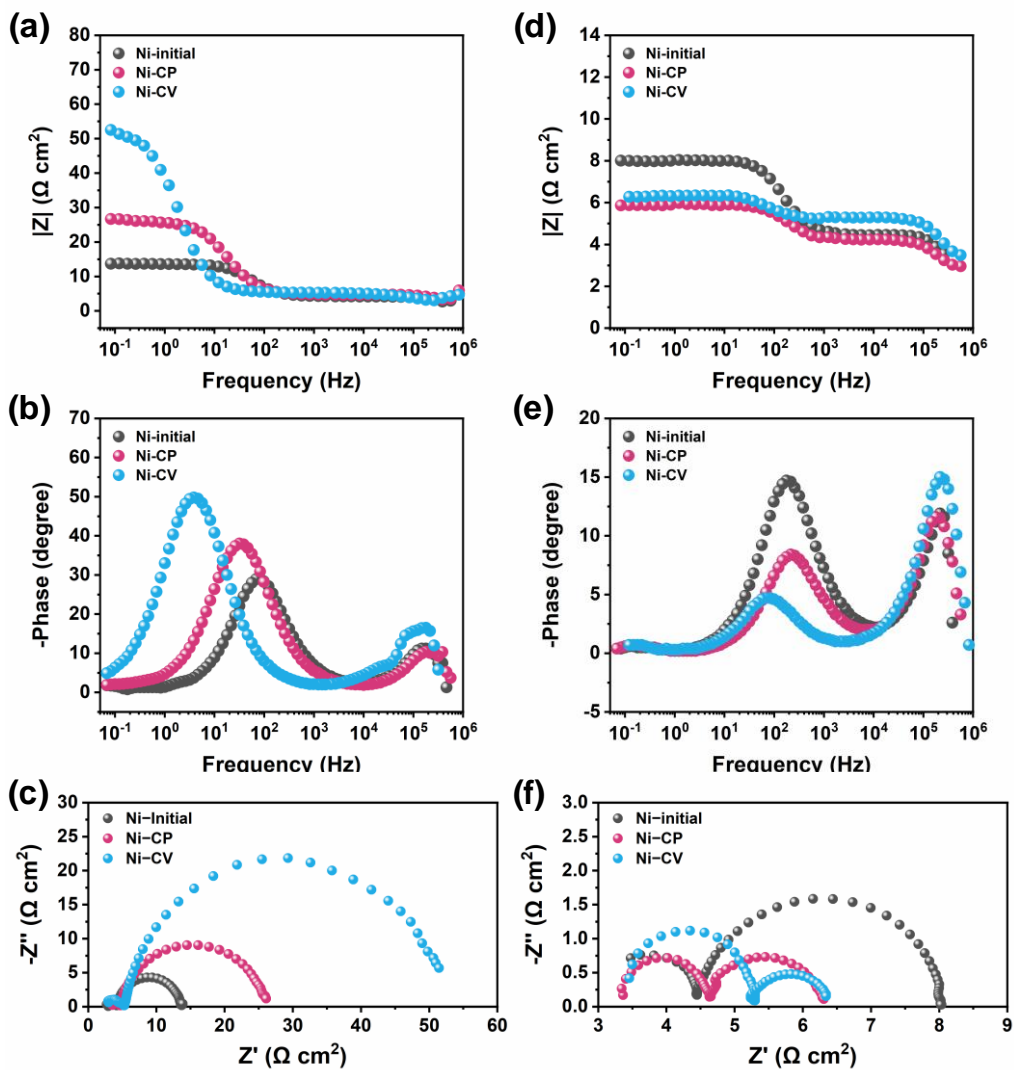 (a)
80
70
60
50
40
30
20
10
0
|Z| (Ω cm²)
Ni-initial
Ni-CP
Ni-CV
10⁻¹ 10⁰ 10¹ 10² 10³ 10⁴ 10⁵ 10⁶
Frequency (Hz)
(d)
14
12
10
8
6
4
2
0
|Z| (Ω cm²)
Ni-initial
Ni-CP
Ni-CV
10⁻¹ 10⁰ 10¹ 10² 10³ 10⁴ 10⁵ 10⁶
Frequency (Hz)
(b)
70
60
50
40
30
20
10
0
-Phase (degree)
Ni-initial
Ni-CP
Ni-CV
10⁻¹ 10⁰ 10¹ 10² 10³ 10⁴ 10⁵ 10⁶
Frequency (Hz)
(e)
20
15
10
5
0
-5
-Phase (degree)
Ni-initial
Ni-CP
Ni-CV
10⁻¹ 10⁰ 10¹ 10² 10³ 10⁴ 10⁵ 10⁶
Frequency (Hz)
(c)
30
25
20
15
10
5
0
-Z" (Ω cm²)
Ni−Initial
Ni−CP
Ni−CV
0 10 20 30 40 50 60
Z' (Ω cm²)
(f)
3.0
2.5
2.0
1.5
1.0
0.5
0.0
-Z" (Ω cm²)
Ni−initial
Ni−CP
Ni−CV
3 4 5 6 7 8 9
Z' (Ω cm²)